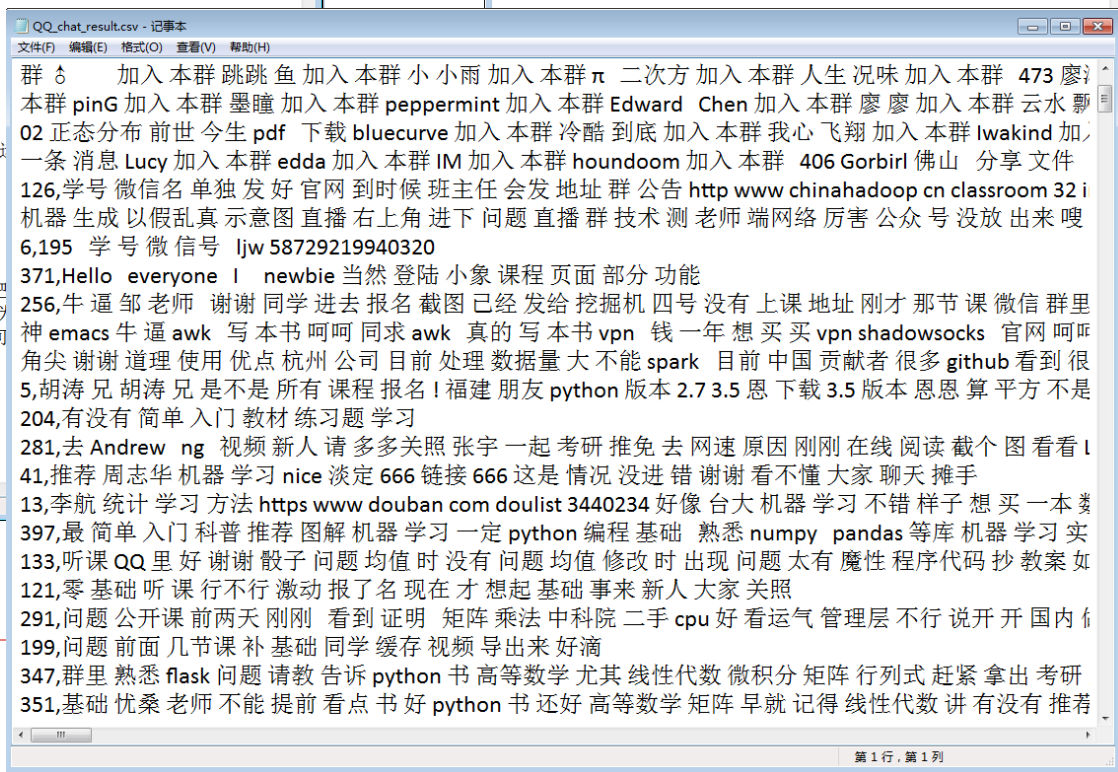 QQ_chat_result.csv - 记事本
文件(F) 编辑(E) 格式(O) 查看(V) 帮助(H)
群 ♁ 加入 本群 跳跳 鱼 加入 本群 小 小雨 加入 本群 π 二次方 加入 本群 人生 况味 加入 本群 473 廖
本群 pinG 加入 本群 墨瞳 加入 本群 peppermint 加入 本群 Edward Chen 加入 本群 廖 廖 加入 本群 云水 飘
02 正态分布 前世 今生 pdf 下载 bluecurve 加入 本群 冷酷 到底 加入 本群 我心 飞翔 加入 本群 lwakind 加
一条 消息 Lucy 加入 本群 edda 加入 本群 IM 加入 本群 houndoom 加入 本群 406 Gorbirl 佛山 分享 文件
126,学号 微信名 单独 发 好 官网 到时候 班主任 会发 地址 群 公告 http www chinahadoop cn classroom 32 i
机器 生成 以假乱真 示意图 直播 右上角 进下 问题 直播 群 技术 测 老师 端网络 厉害 公众 号 没放 出来 嗖
6,195 学 号 微 信号 ljw 58729219940320
371,Hello everyone I newbie 当然 登陆 小象 课程 页面 部分 功能
256,牛 逼 邹 老师 谢谢 同学 进去 报名 截图 已经 发给 挖掘机 四号 没有 上课 地址 刚才 那节 课 微信 群里
神 emacs 牛 逼 awk 写 本书 呵呵 同求 awk 真的 写 本书 vpn 钱 一年 想 买 买 vpn shadowsocks 官网 呵
角尖 谢谢 道理 使用 优点 杭州 公司 目前 处理 数据量 大 不能 spark 目前 中国 贡献者 很多 github 看到 很
5,胡涛 兄 胡涛 兄 是不是 所有 课程 报名 ! 福建 朋友 python 版本 2.7 3.5 恩 下载 3.5 版本 恩恩 算 平方 不是
204,有没有 简单 入门 教材 练习题 学习
281,去 Andrew ng 视频 新人 请 多多关照 张宇 一起 考研 推免 去 网速 原因 刚刚 在线 阅读 截个 图 看看
41,推荐 周志华 机器 学习 nice 淡定 666 链接 666 这是 情况 没进 错 谢谢 看不懂 大家 聊天 摊手
13,李航 统计 学习 方法 https www douban com doulist 3440234 好像 台大 机器 学习 不错 样子 想 买 一本 数
397,最 简单 入门 科普 推荐 图解 机器 学习 一定 python 编程 基础 熟悉 numpy pandas 等库 机器 学习 实
133,听课 QQ 里 好 谢谢 骰子 问题 均值 时 没有 问题 均值 修改 时 出现 问题 太有 魔性 程序代码 抄 教案 如
121,零 基础 听 课 行不行 激动 报了 名 现在 才 想起 基础 事来 新人 大家 关照
291,问题 公开课 前两天 刚刚 看到 证明 矩阵 乘法 中科院 二手 cpu 好 看运气 管理层 不行 说开 开 国内
199,问题 前面 几节课 补 基础 同学 缓存 视频 导出来 好滴
347,群里 熟悉 flask 问题 请教 告诉 python 书 高等数学 尤其 线性代数 微积分 矩阵 行列式 赶紧 拿出 考研
351,基础 忧桑 老师 不能 提前 看点 书 好 python 书 还好 高等数学 矩阵 早就 记得 线性代数 讲 有没有 推荐
第 1 行 , 第 1 列